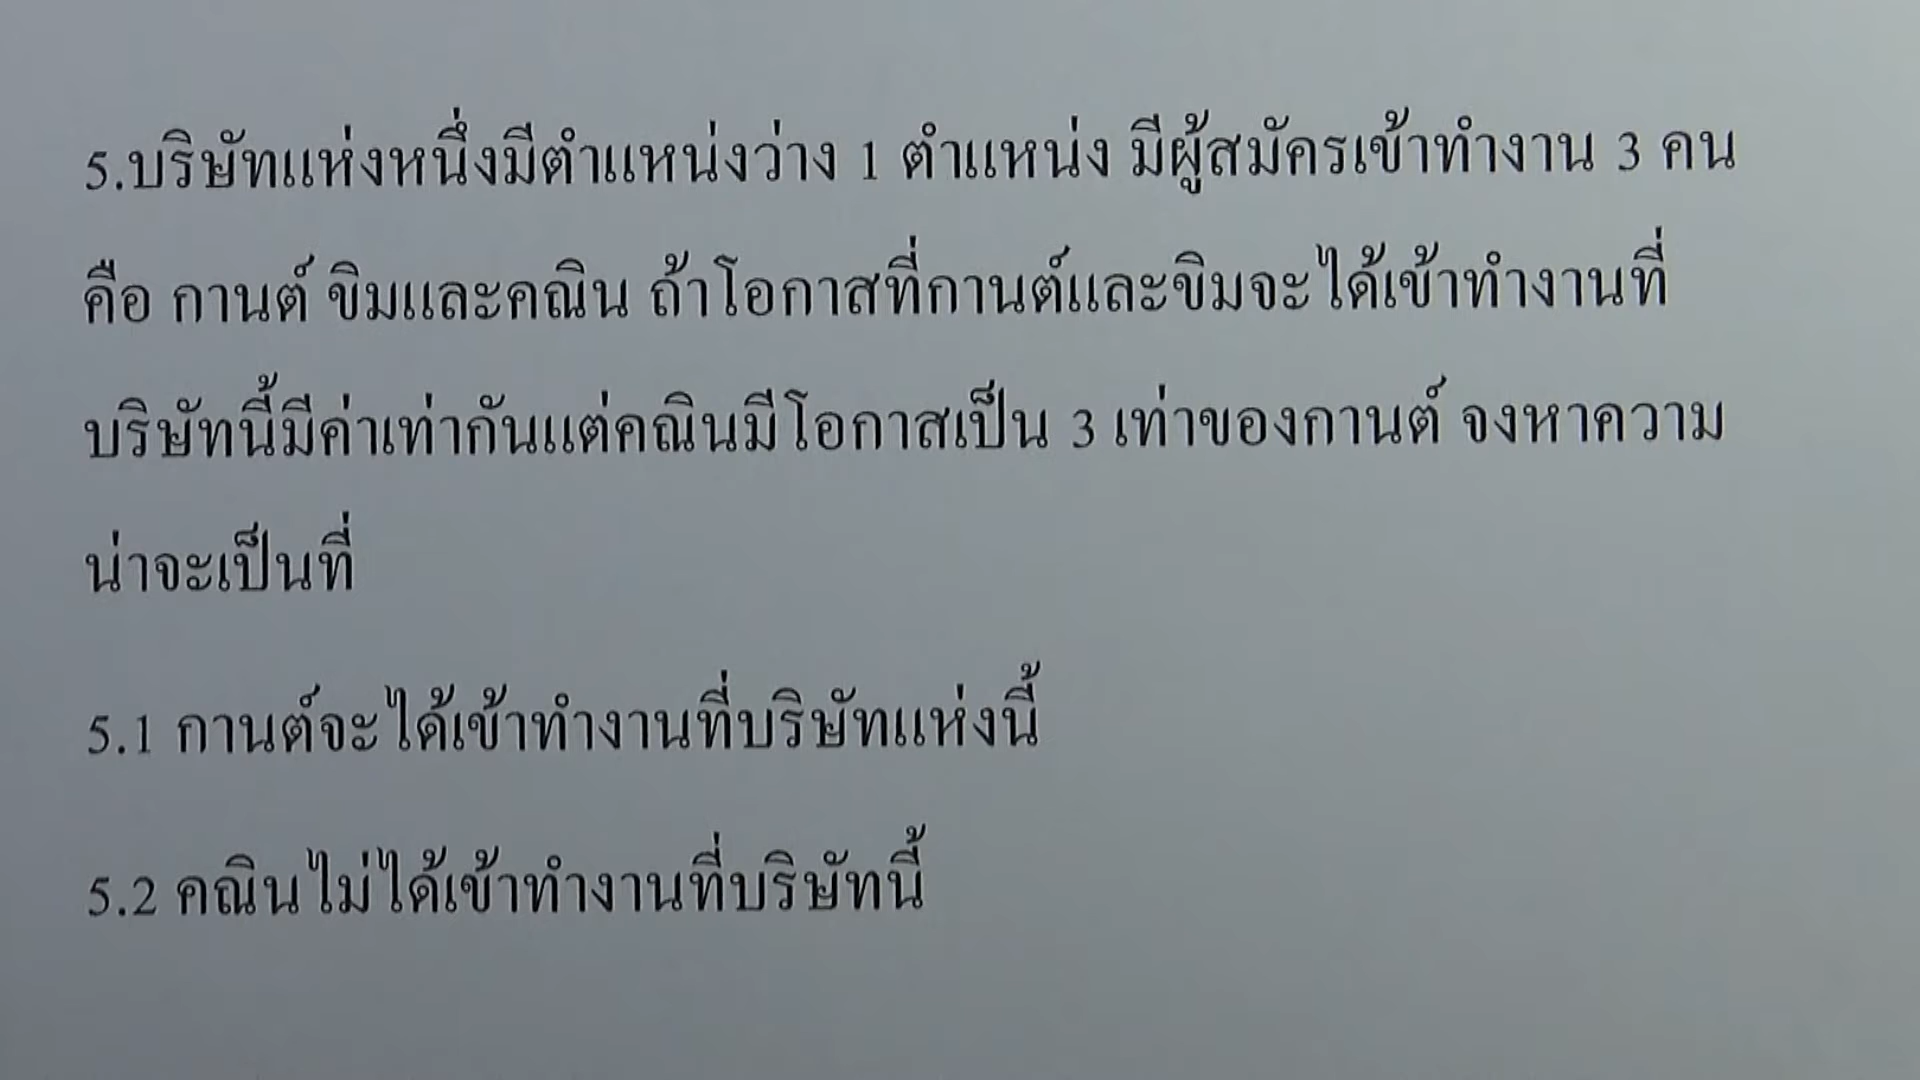 5.บริษัทแห่งหนึ่งมีตำแหน่งว่าง 1 ตำแหน่ง มีผู้สมัครเข้าทำงาน 3 คน
คือ กานต์ ขิมและคณิน ถ้าโอกาสที่กานต์และขิมจะได้เข้าทำงานที่
บริษัทนี้มีค่าเท่ากันแต่คณินมีโอกาสเป็น 3 เท่าของกานต์ จงหาความ
น่าจะเป็นที่
5.1 กานต์จะได้เข้าทำงานที่บริษัทแห่งนี้
5.2 คณินไม่ได้เข้าทำงานที่บริษัทนี้